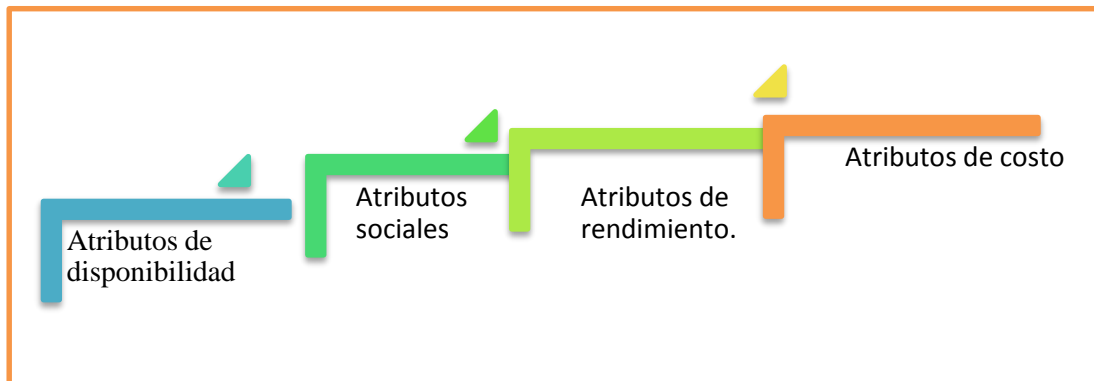 Atributos de
disponibilidad
Atributos
sociales
Atributos de
rendimiento.
Atributos de costo